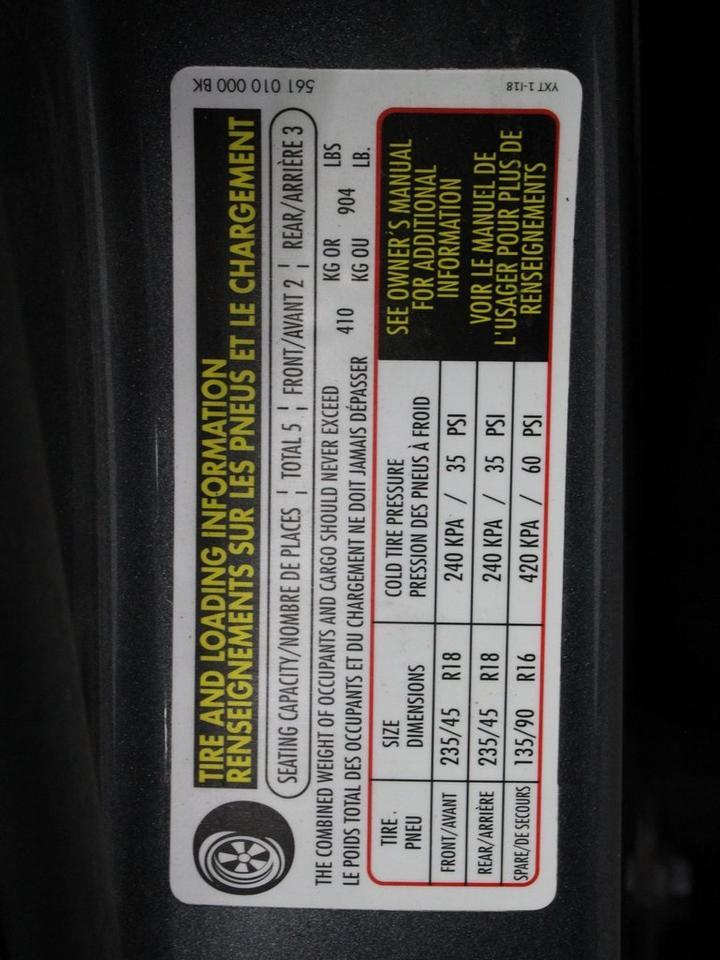 TIRE AND LOADING INFORMATION
RENSEIGNEMENTS SUR LES PNEUS ET LE CHARGEMENT
SEATING CAPACITY/NOMBRE DE PLACES ¦ TOTAL 5 ¦ FRONT/AVANT 2 ¦ REAR/ARRIÈRE 3
THE COMBINED WEIGHT OF OCCUPANTS AND CARGO SHOULD NEVER EXCEED KG OR LBS
410 904
LE POIDS TOTAL DES OCCUPANTS ET DU CHARGEMENT NE DOIT JAMAIS DÉPASSER KG OU LB.
TIRE SIZE COLD TIRE PRESSURE
PNEU DIMENSIONS PRESSION DES PNEUS À FROID
FRONT/AVANT 235/45 R18 240 KPA / 35 PSI
REAR/ARRIÈRE 235/45 R18 240 KPA / 35 PSI
SPARE/DE SECOURS 135/90 R16 420 KPA / 60 PSI
SEE OWNER'S MANUAL
FOR ADDITIONAL
INFORMATION
VOIR LE MANUEL DE
L'USAGER POUR PLUS DE
RENSEIGNEMENTS
561 010 000 BK
YXT 1-I18